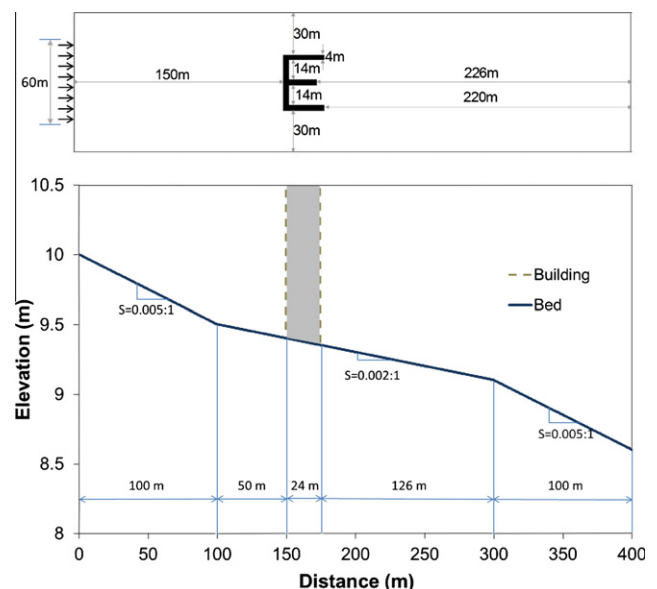 30m
4m
14m
60m
150m
226m
14m
220m
30m
10.5
10
9.5
9
8.5
8
Elevation (m)
S=0.005:1
Building
Bed
S=0.002:1
S=0.005:1
100 m
50 m
24 m
126 m
100 m
0
50
100
150
200
250
300
350
400
Distance (m)